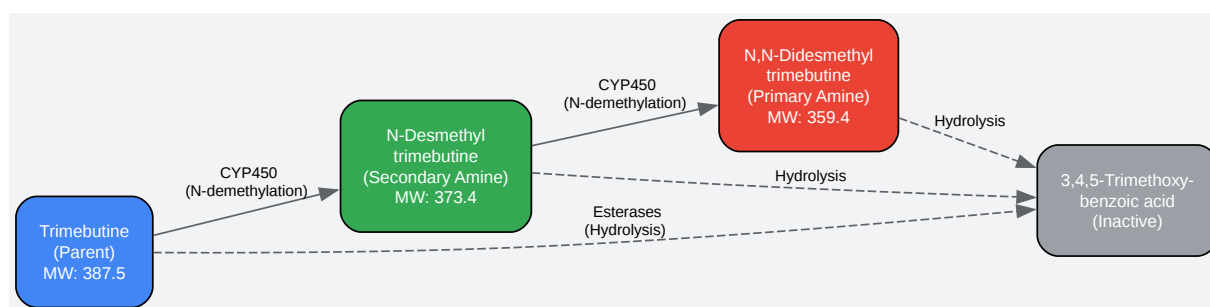 Trimebutine
(Parent)
MW: 387.5
CYP450
(N-demethylation)
N-Desmethyl
trimebutine
(Secondary Amine)
MW: 373.4
CYP450
(N-demethylation)
N,N-Didesmethyl
trimebutine
(Primary Amine)
MW: 359.4
Hydrolysis
Hydrolysis
Esterases
(Hydrolysis)
3,4,5-Trimethoxy-
benzoic acid
(Inactive)